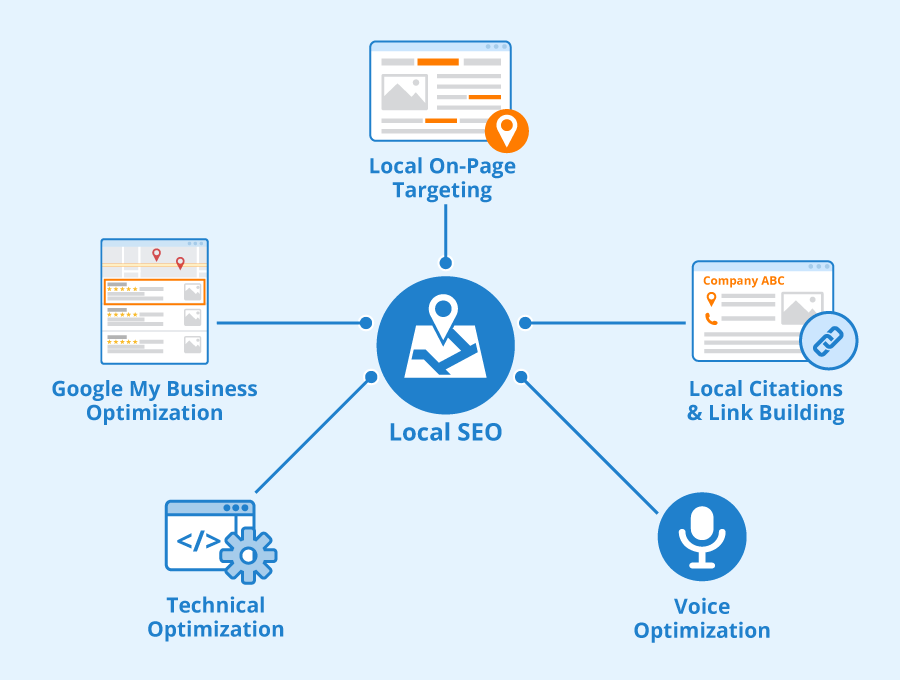 Local On-Page
Targeting
Company ABC
Google My Business
Optimization
Local Citations
& Link Building
Local SEO
</>
Technical
Optimization
Voice
Optimization